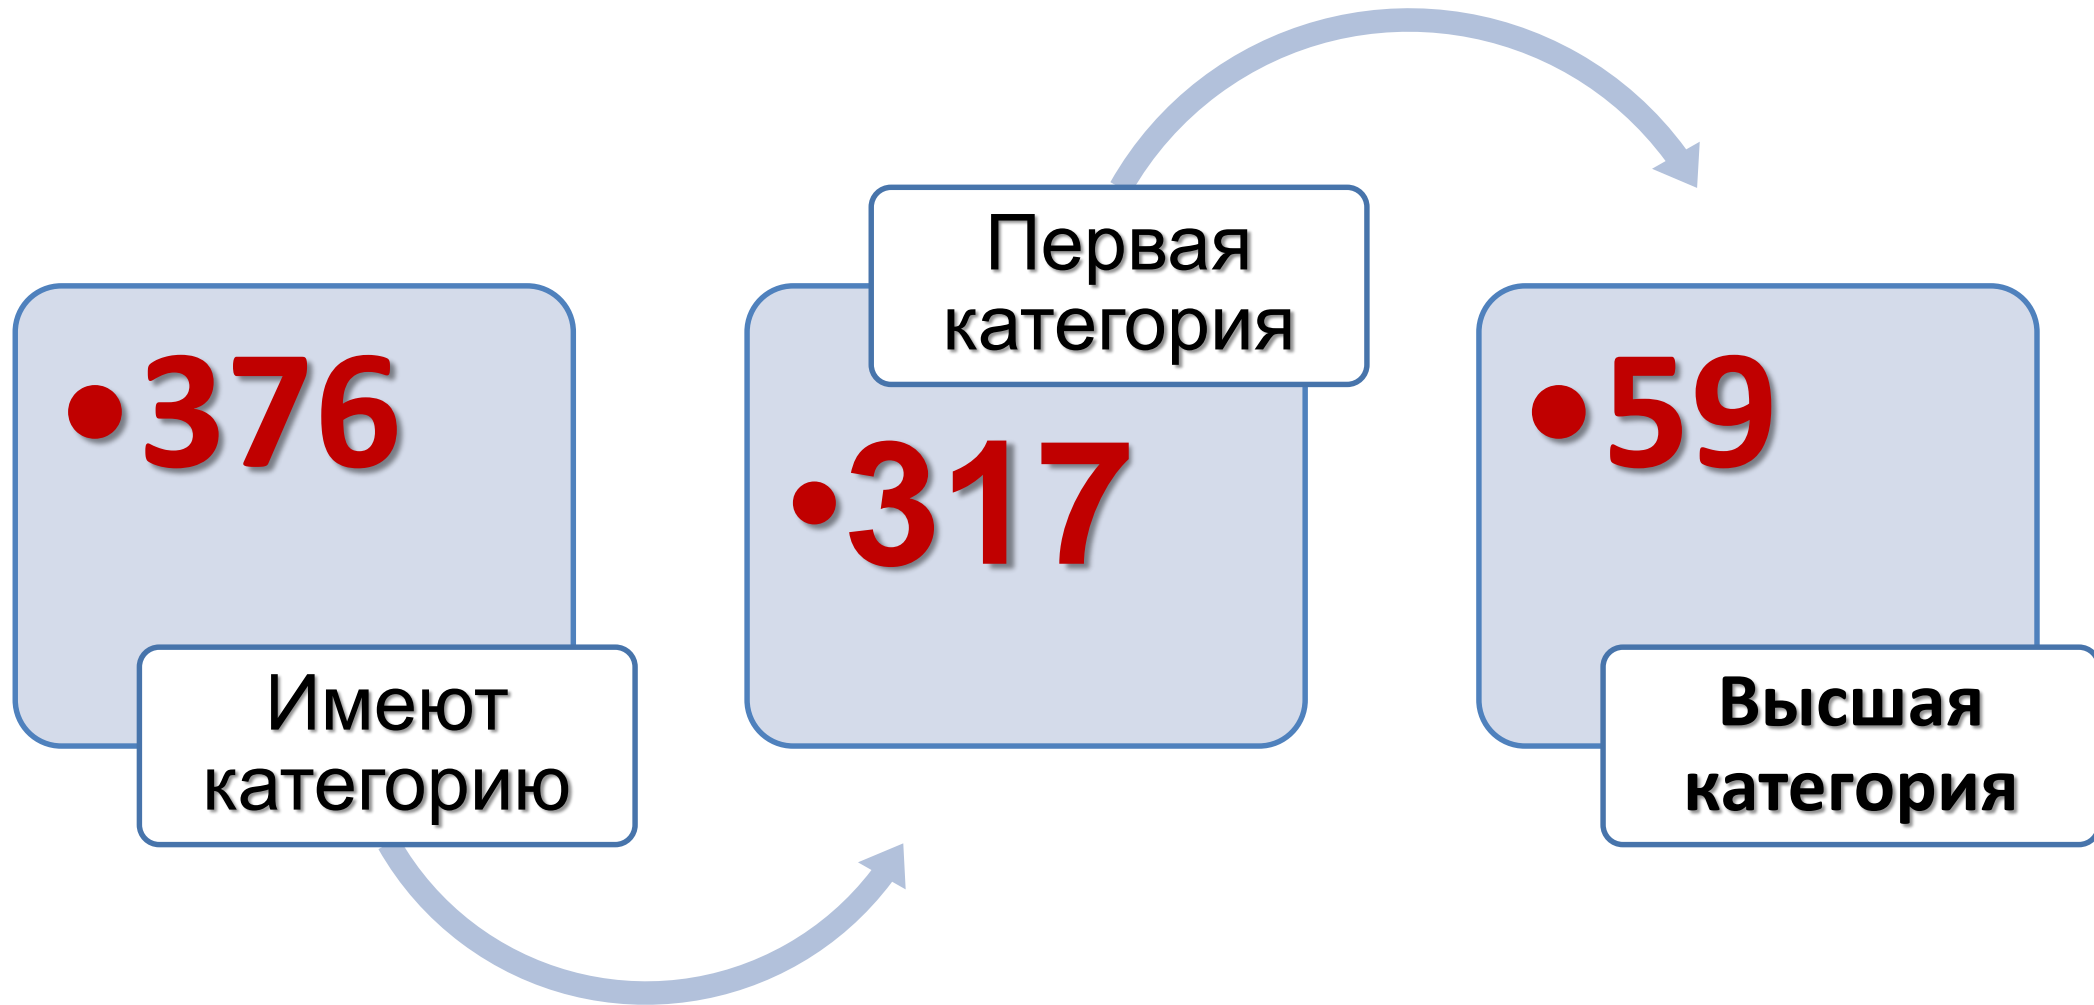 •376
Имеют
категорию
Первая
категория
•317
•59
Высшая
категория